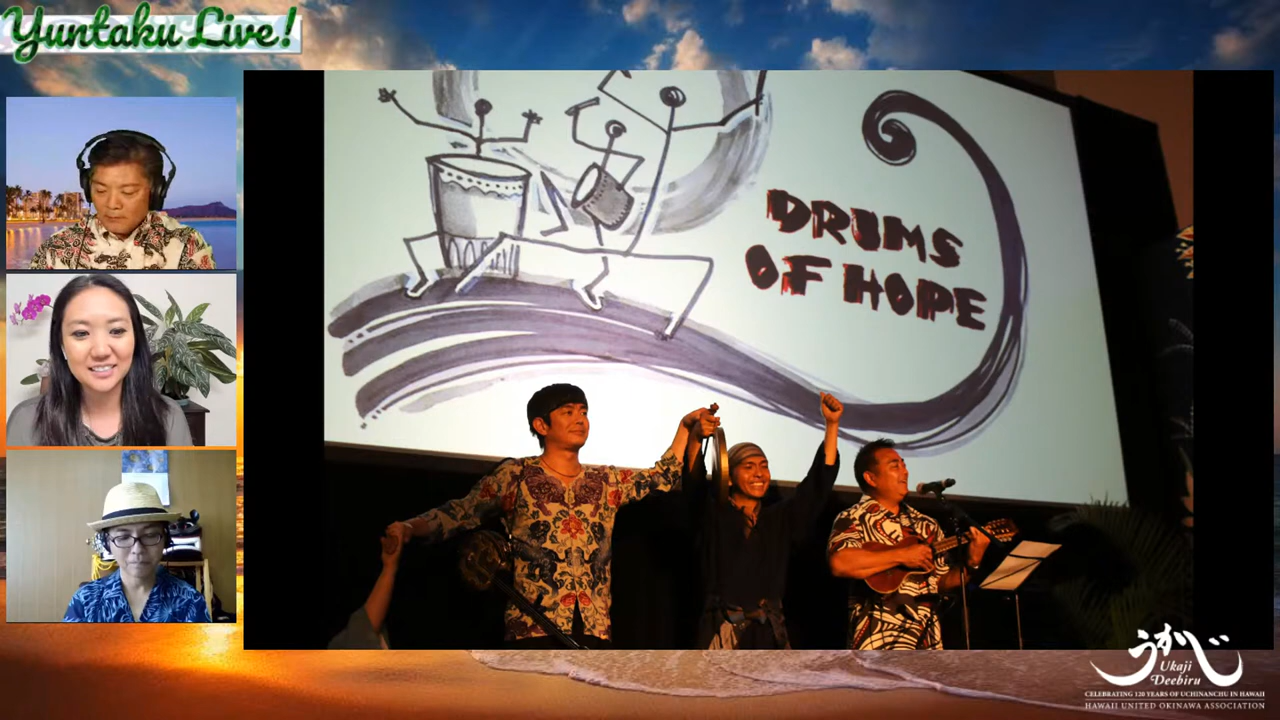 Yuntaku Live!
DRUMS
OF HOPE
うかじ
Ukaji
Deebiru
CELEBRATING 120 YEARS OF UCHINANCHU IN HAWAII
HAWAII UNITED OKINAWA ASSOCIATION